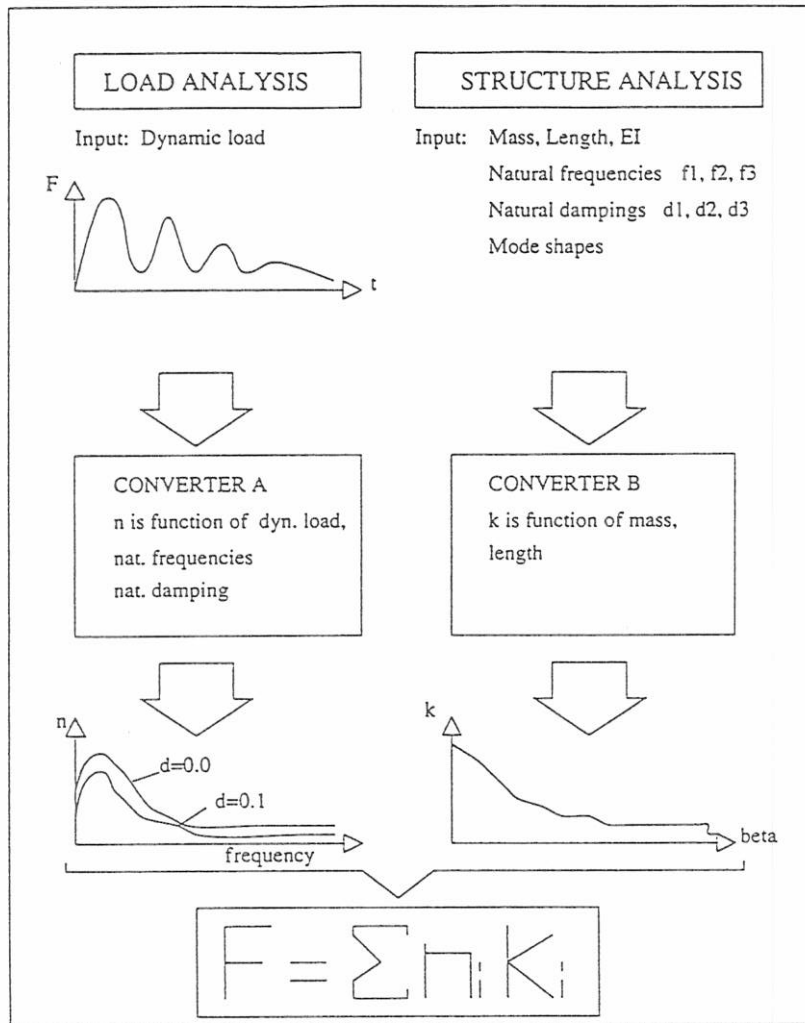 LOAD ANALYSIS
Input: Dynamic load
F
t
STRUCTURE ANALYSIS
Input: Mass, Length, EI
Natural frequencies f1, f2, f3
Natural dampings d1, d2, d3
Mode shapes
CONVERTER A
n is function of dyn. load,
nat. frequencies
nat. damping
CONVERTER B
k is function of mass,
length
n
d=0.0
d=0.1
frequency
k
beta
F = Σ nᵢ Kᵢ